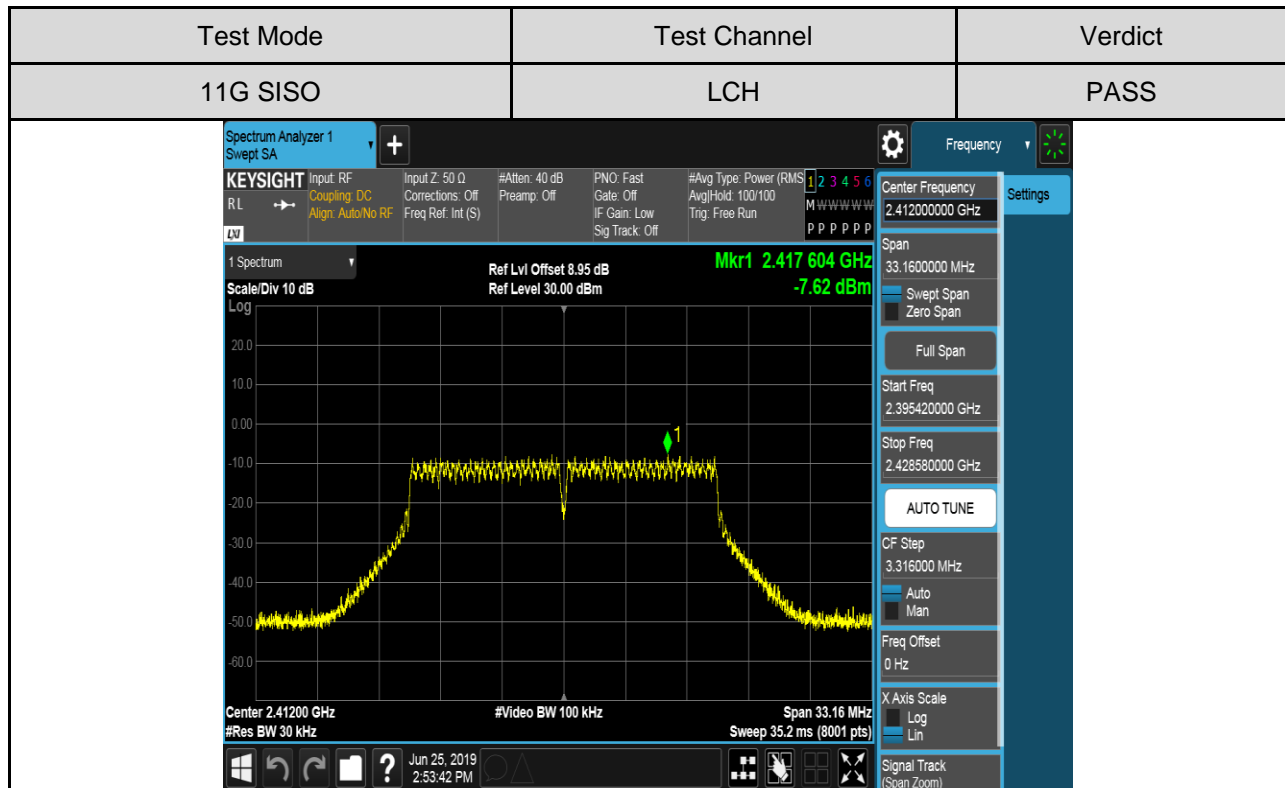 Test Mode Test Channel Verdict
11G SISO LCH PASS
Spectrum Analyzer 1
Swept SA
+
Frequency
KEYSIGHT Input: RF Input Z: 50 Ω #Atten: 40 dB PNO: Fast #Avg Type: Power (RMS 1 2 3 4 5 6
RL Coupling: DC Corrections: Off Preamp: Off Gate: Off Avg|Hold: 100/100 M W W W W W
Align: Auto/No RF Freq Ref: Int (S) IF Gain: Low Trig: Free Run
LXI Sig Track: Off P P P P P P
1 Spectrum Ref Lvl Offset 8.95 dB Mkr1 2.417 604 GHz
Scale/Div 10 dB Ref Level 30.00 dBm -7.62 dBm
Log
20.0
10.0
0.00
1
-10.0
-20.0
-30.0
-40.0
-50.0
-60.0
Center 2.41200 GHz #Video BW 100 kHz Span 33.16 MHz
#Res BW 30 kHz Sweep 35.2 ms (8001 pts)
? Jun 25, 2019
2:53:42 PM
Center Frequency
2.412000000 GHz
Settings
Span
33.1600000 MHz
Swept Span
Zero Span
Full Span
Start Freq
2.395420000 GHz
Stop Freq
2.428580000 GHz
AUTO TUNE
CF Step
3.316000 MHz
Auto
Man
Freq Offset
0 Hz
X Axis Scale
Log
Lin
Signal Track
(Span Zoom)